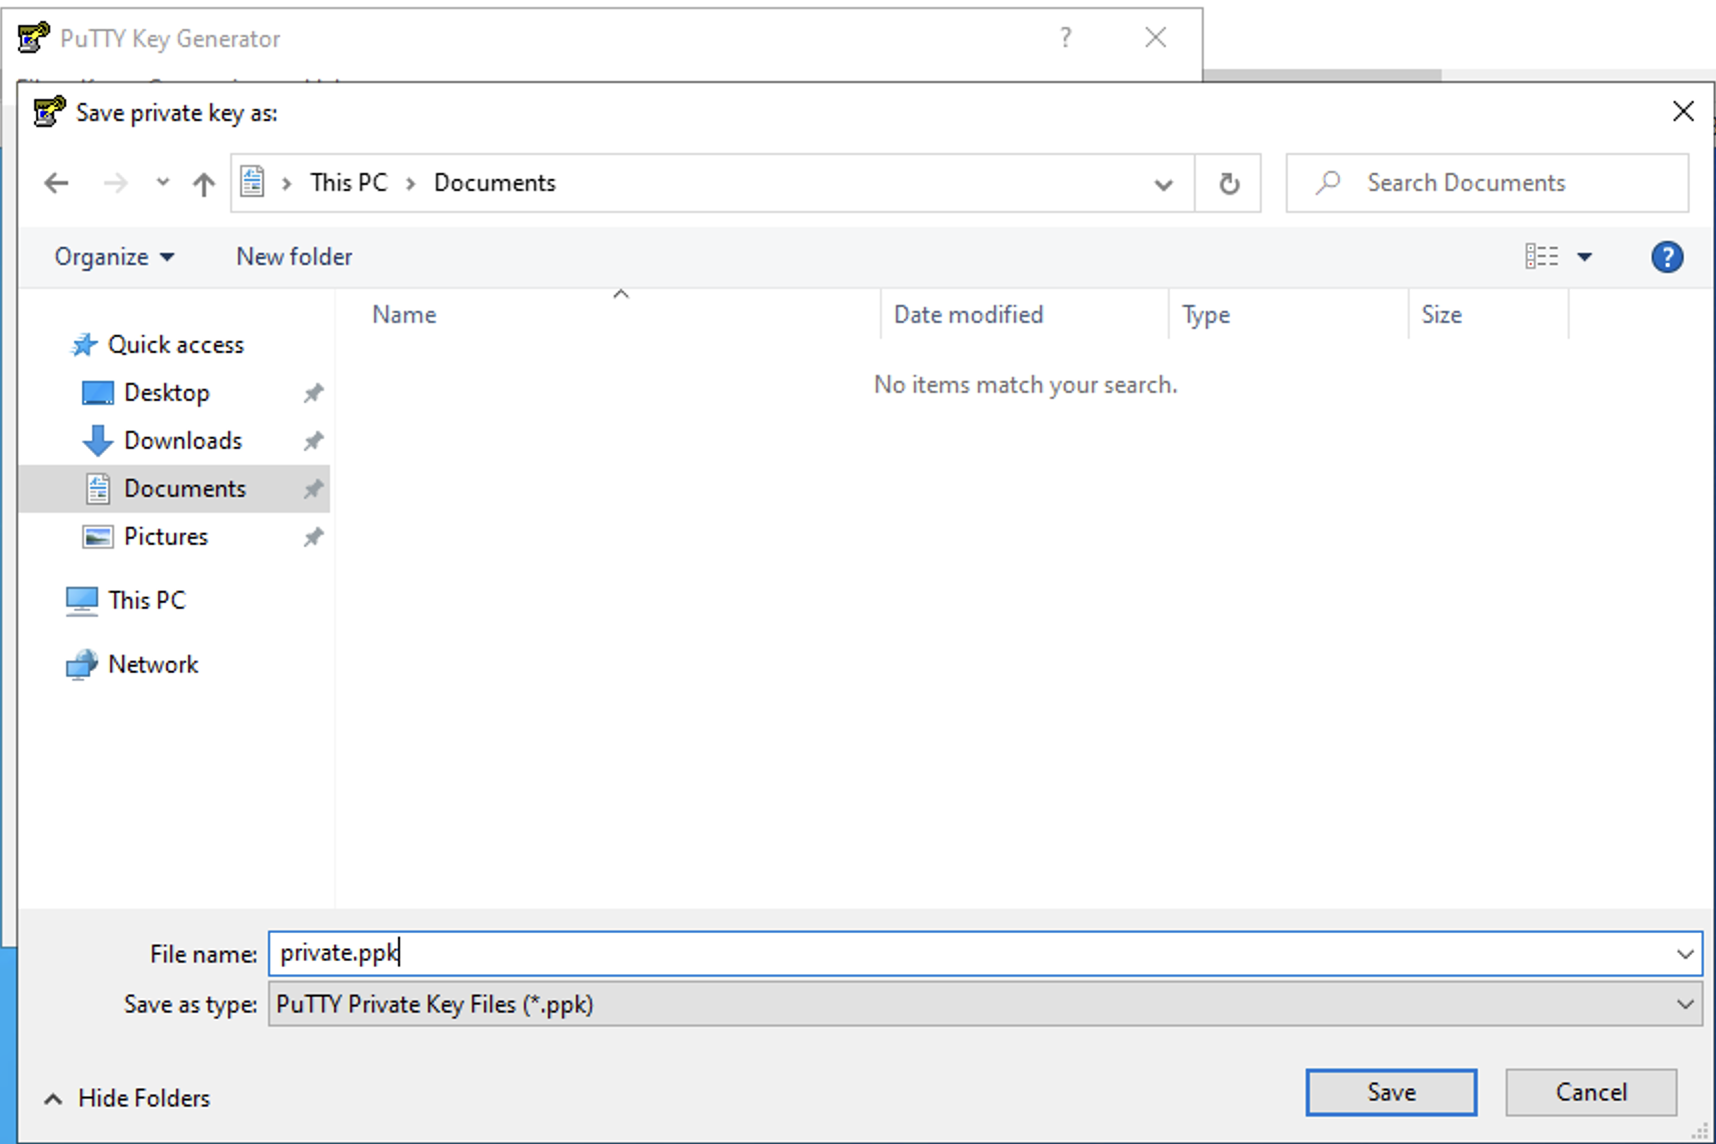 PuTTY Key Generator
Save private key as:
This PC
Documents
Search Documents
Organize
New folder
Name
Date modified
Type
Size
No items match your search.
Quick access
Desktop
Downloads
Documents
Pictures
This PC
Network
File name: private.ppk
Save as type: PuTTY Private Key Files (*.ppk)
Hide Folders
Save
Cancel